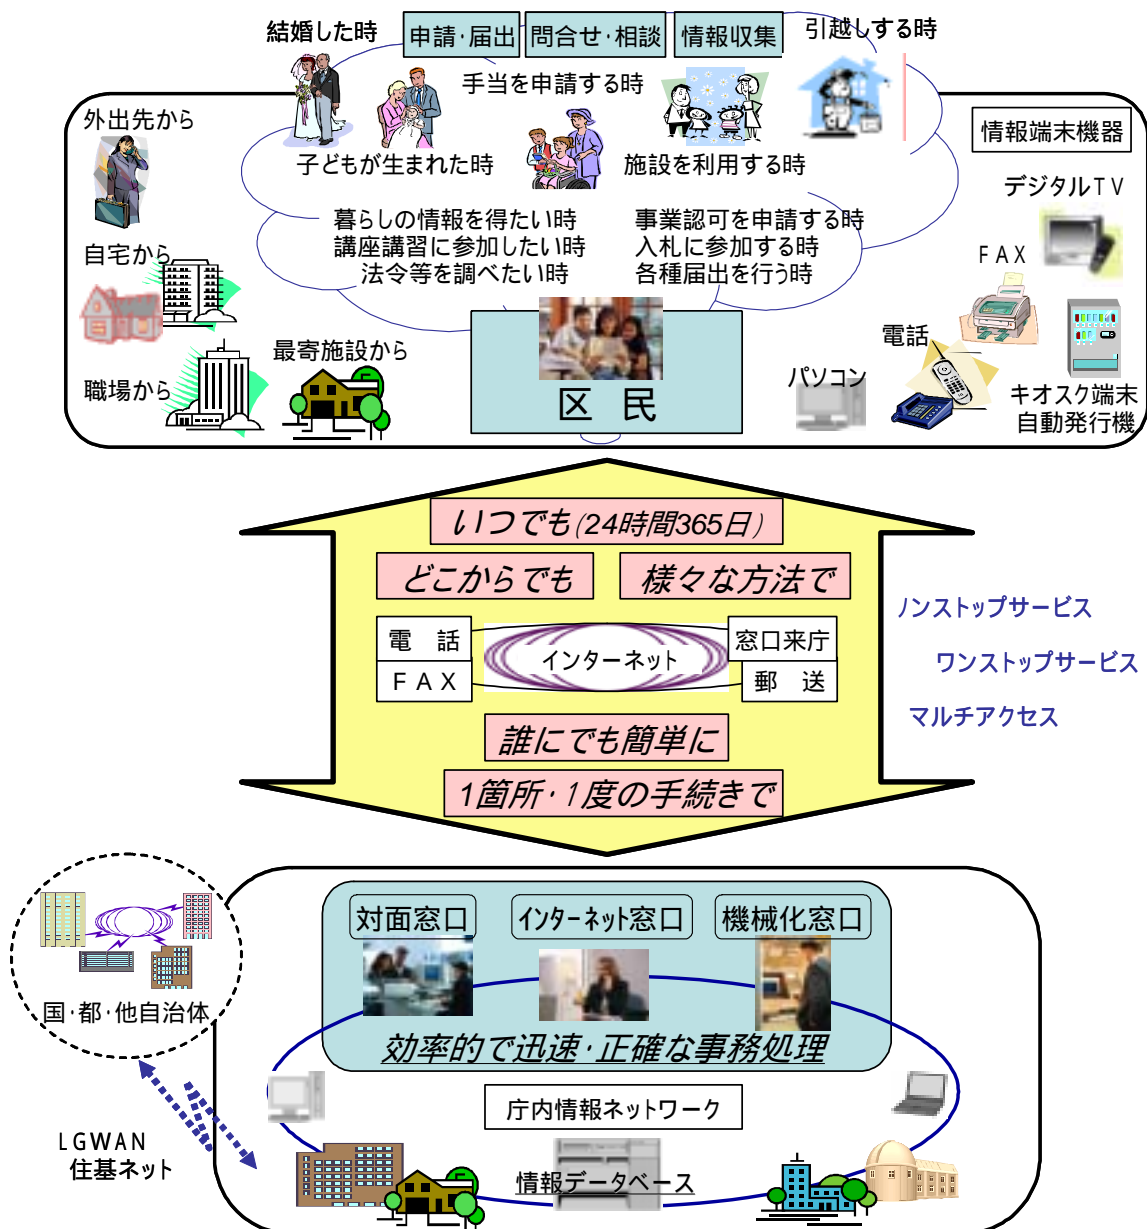 結婚した時
申請・届出
問合せ・相談
情報収集
引越しする時
手当を申請する時
外出先から
情報端末機器
子どもが生まれた時
施設を利用する時
デジタルTV
暮らしの情報を得たい時
講座講習に参加したい時
法令等を調べたい時
事業認可を申請する時
入札に参加する時
各種届出を行う時
自宅から
FAX
電話
最寄施設から
職場から
パソコン
区 民
キオスク端末
自動発行機
いつでも(24時間365日)
どこからでも
様々な方法で
ノンストップサービス
電 話
インターネット
窓口来庁
FAX
郵 送
ワンストップサービス
マルチアクセス
誰にでも簡単に
1箇所・1度の手続きで
対面窓口
インターネット窓口
機械化窓口
国・都・他自治体
効率的で迅速・正確な事務処理
庁内情報ネットワーク
LGWAN
住基ネット
情報データベース